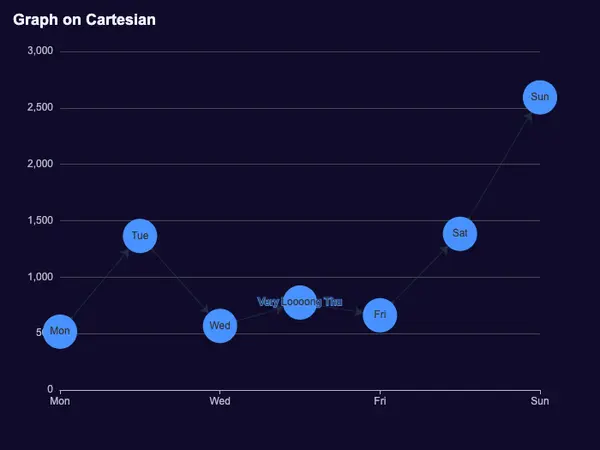 Graph on Cartesian
3,000
2,500
2,000
1,500
1,000
0
Sun
Tue
Sat
Very Loooong Thu
Fri
Wed
Mon
Mon
Wed
Fri
Sun